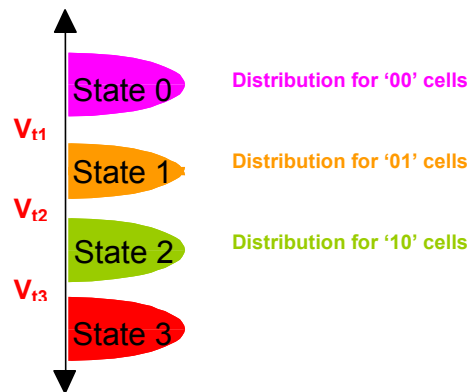 State 0 Distribution for ‘00’ cells
Vt1
State 1 Distribution for ‘01’ cells
Vt2
State 2 Distribution for ‘10’ cells
Vt3
State 3